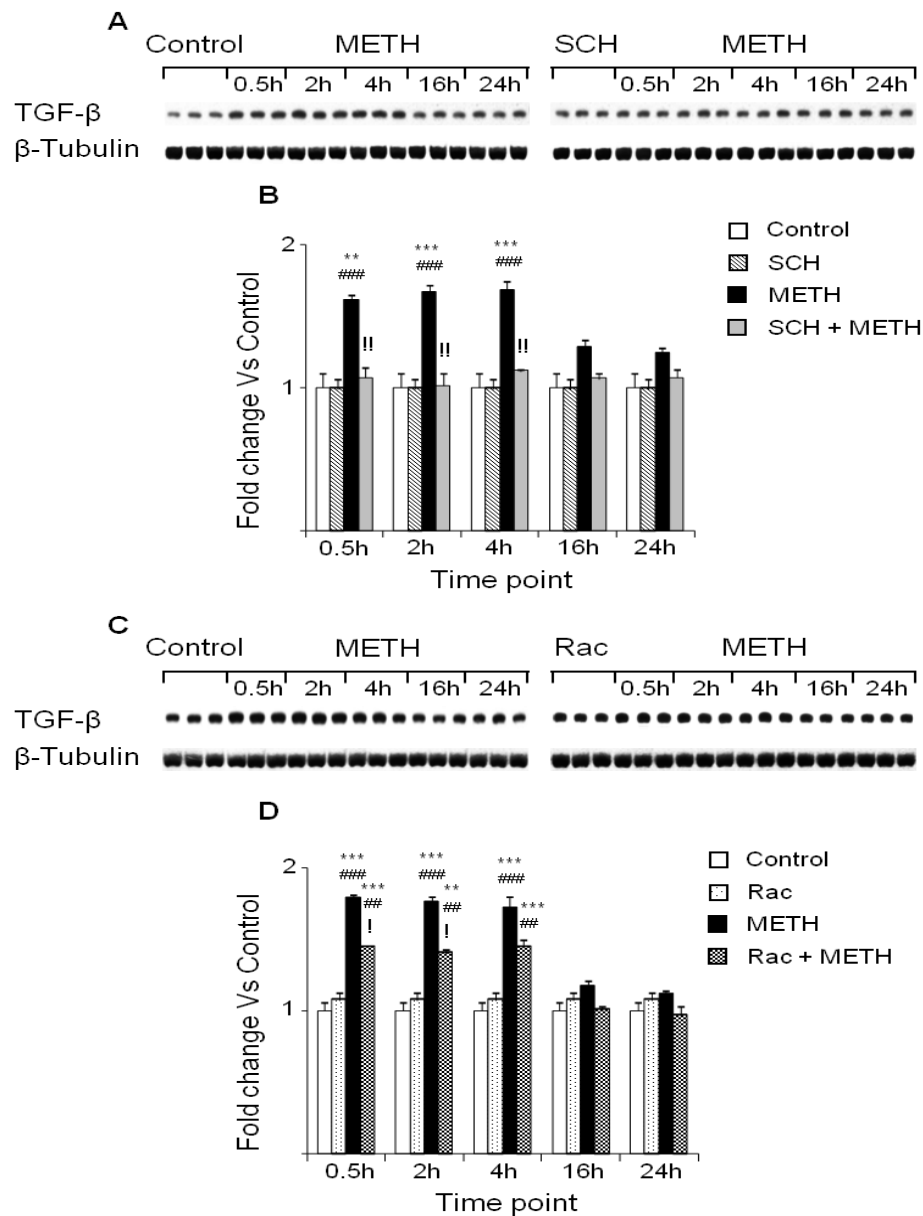 A
Control METH SCH METH
0.5h 2h 4h 16h 24h 0.5h 2h 4h 16h 24h
TGF-β
β-Tubulin
B
Fold change Vs Control
2
1
** *** ***
### ### ###
!! !! !!
Control
SCH
METH
SCH + METH
0.5h 2h 4h 16h 24h
Time point
C
Control METH Rac METH
0.5h 2h 4h 16h 24h 0.5h 2h 4h 16h 24h
TGF-β
β-Tubulin
D
Fold change Vs Control
2
1
*** *** ***
### ### ###
*** ** ***
## ## ##
! !
Control
Rac
METH
Rac + METH
0.5h 2h 4h 16h 24h
Time point